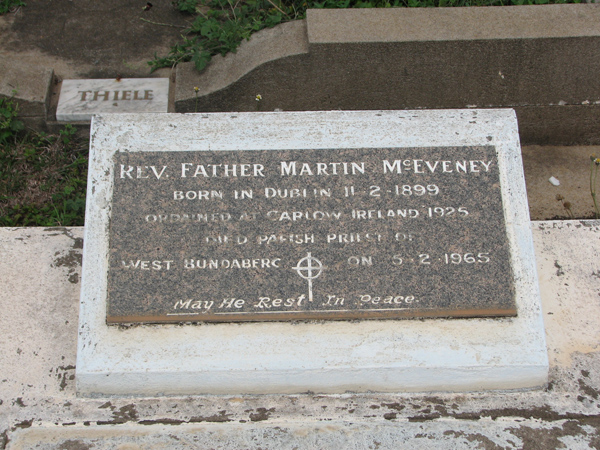 THIELE
REV. FATHER MARTIN McEVENEY
BORN IN DUBLIN 11-2-1899
ORDAINED AT CARLOW IRELAND 1925
DIED PARISH PRIEST OF
WEST BUNDABERG ON 5-2-1965
May He Rest In Peace.